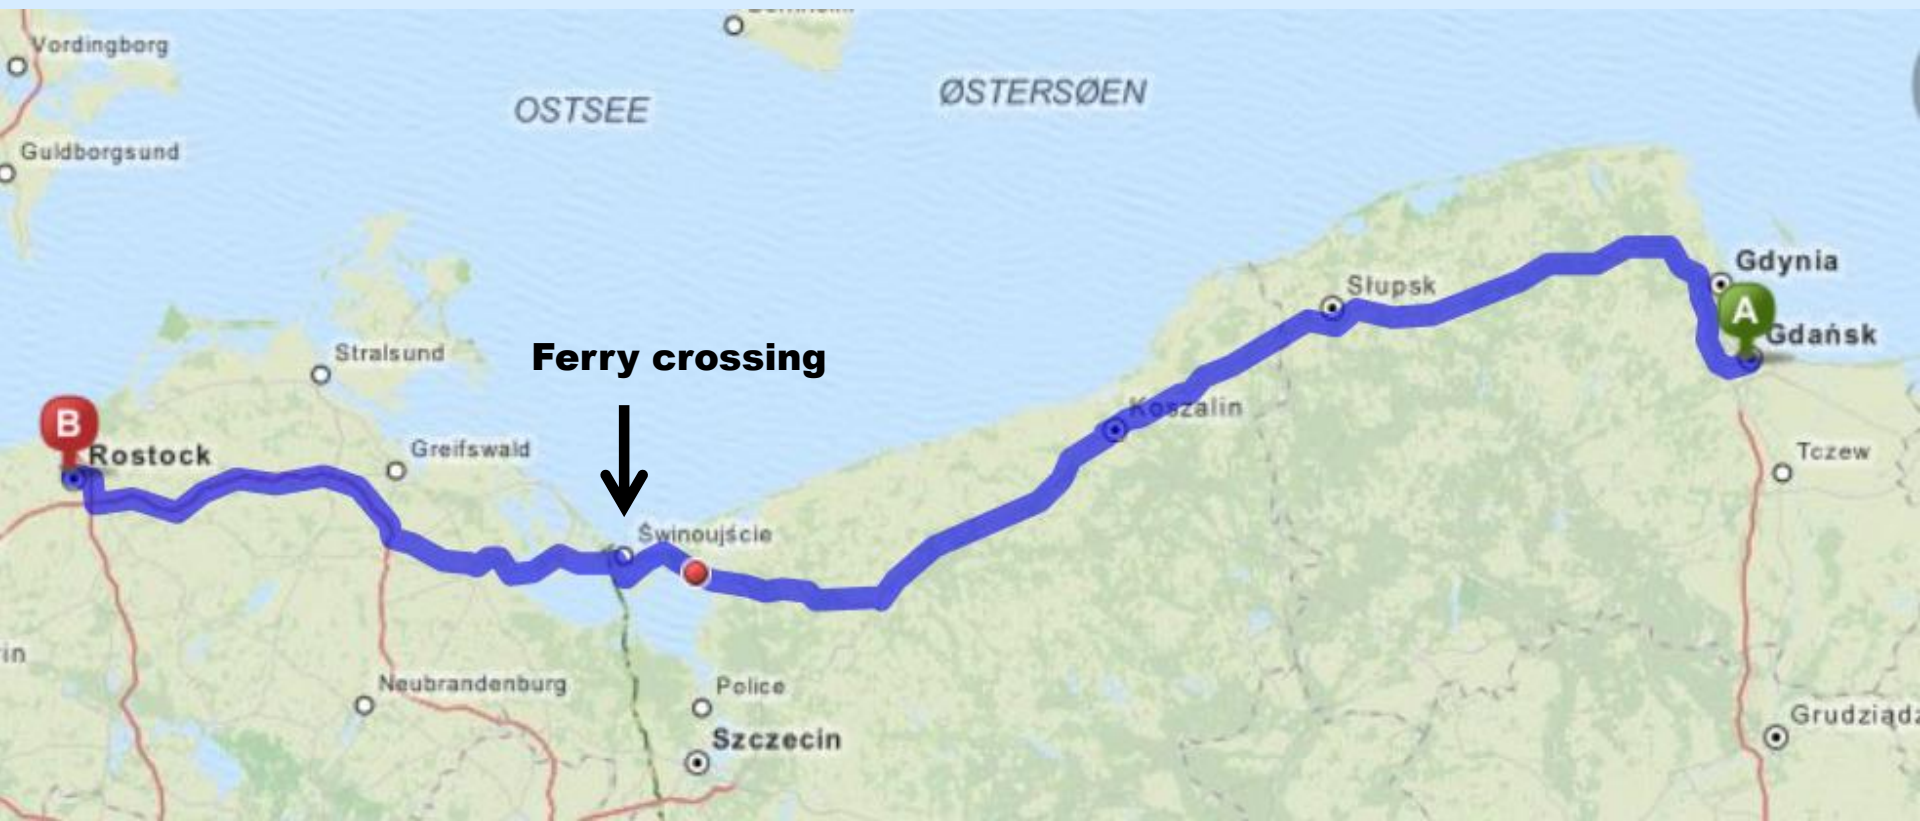 Vordingborg
OSTSEE
ØSTERSØEN
Guldborgsund
Gdynia
Słupsk
A
Gdańsk
Stralsund
Ferry crossing
Koszalin
B
Rostock
Greifswald
Tczew
Świnoujście
Neubrandenburg
Police
Szczecin